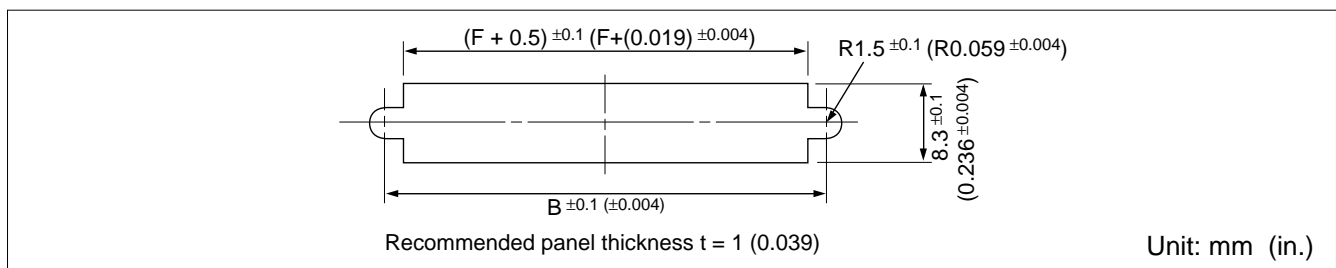 (F + 0.5) ±0.1 (F+(0.019) ±0.004)
R1.5 ±0.1 (R0.059 ±0.004)
8.3 ±0.1
(0.236 ±0.004)
B ±0.1 (±0.004)
Recommended panel thickness t = 1 (0.039)
Unit: mm (in.)